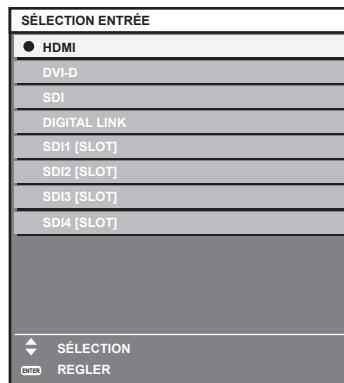 SÉLECTION ENTRÉE
HDMI
DVI-D
SDI
DIGITAL LINK
SDI1 [SLOT]
SDI2 [SLOT]
SDI3 [SLOT]
SDI4 [SLOT]
SÉLECTION
ENTER REGLER